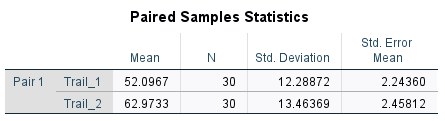 Paired Samples Statistics
Mean N Std. Deviation Std. Error Mean
Pair 1 Trail_1 52.0967 30 12.28872 2.24360
Trail_2 62.9733 30 13.46369 2.45812